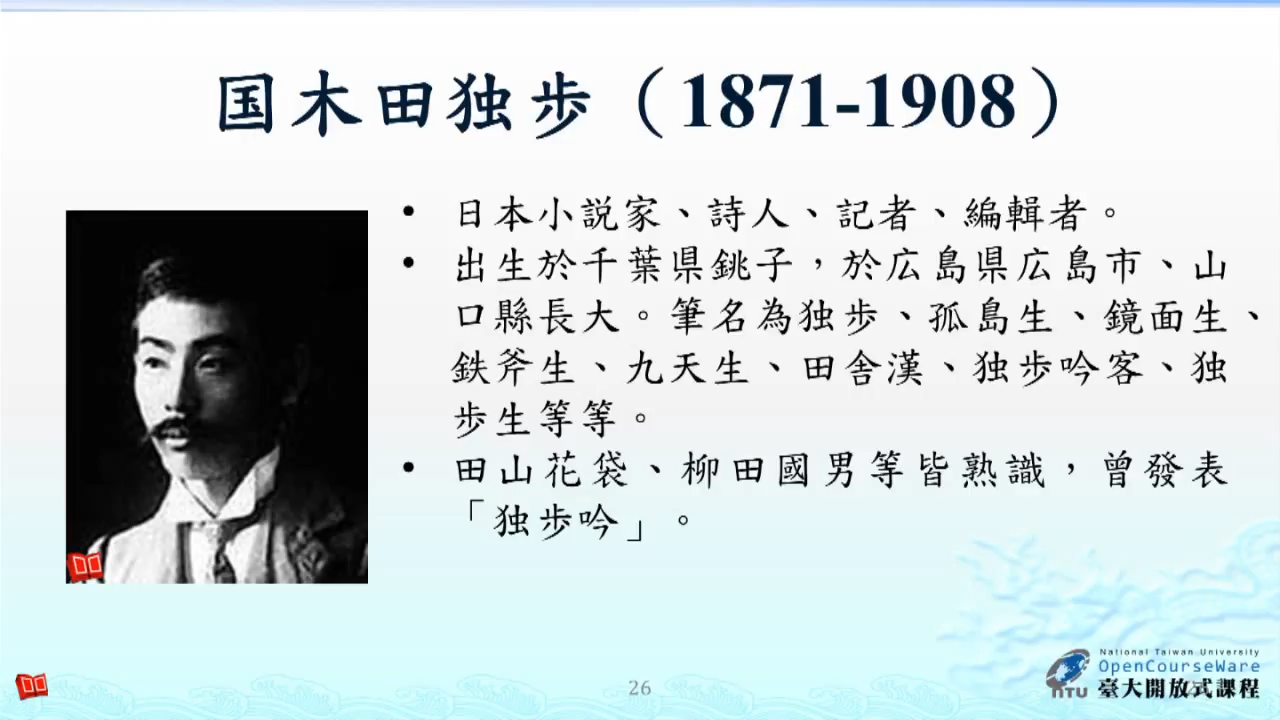 国木田独歩（1871-1908）
• 日本小説家、詩人、記者、編輯者。
• 出生於千葉県銚子，於広島県広島市、山
口縣長大。筆名為独歩、孤島生、鏡面生、
鉄斧生、九天生、田舎漢、独歩吟客、独
歩生等等。
• 田山花袋、柳田國男等皆熟識，曾發表
「独歩吟」。
26
National Taiwan University
OpenCourseWare
NTU 臺大開放式課程